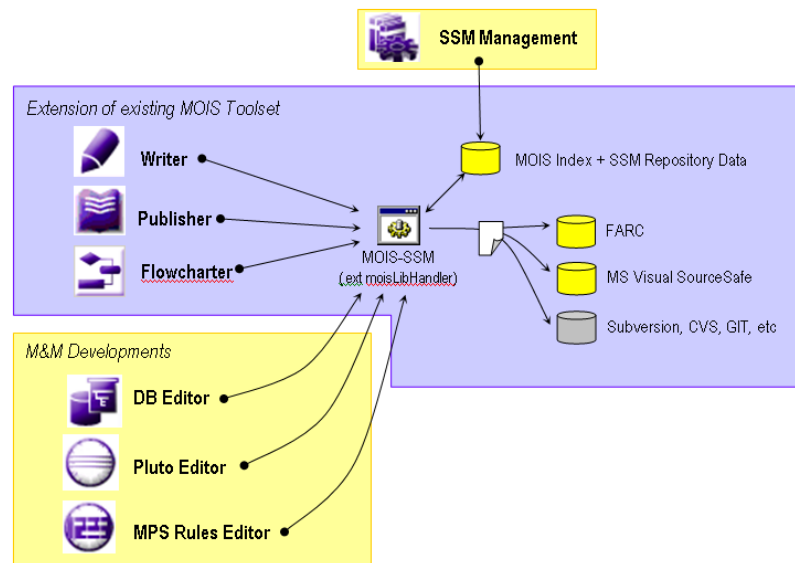 SSM Management
Extension of existing MOIS Toolset
Writer
MOIS Index + SSM Repository Data
Publisher
FARC
MOIS-SSM
( ext moisLibHandler)
Flowcharter
MS Visual SourceSafe
Subversion, CVS, GIT, etc
M&M Developments
DB Editor
Pluto Editor
MPS Rules Editor